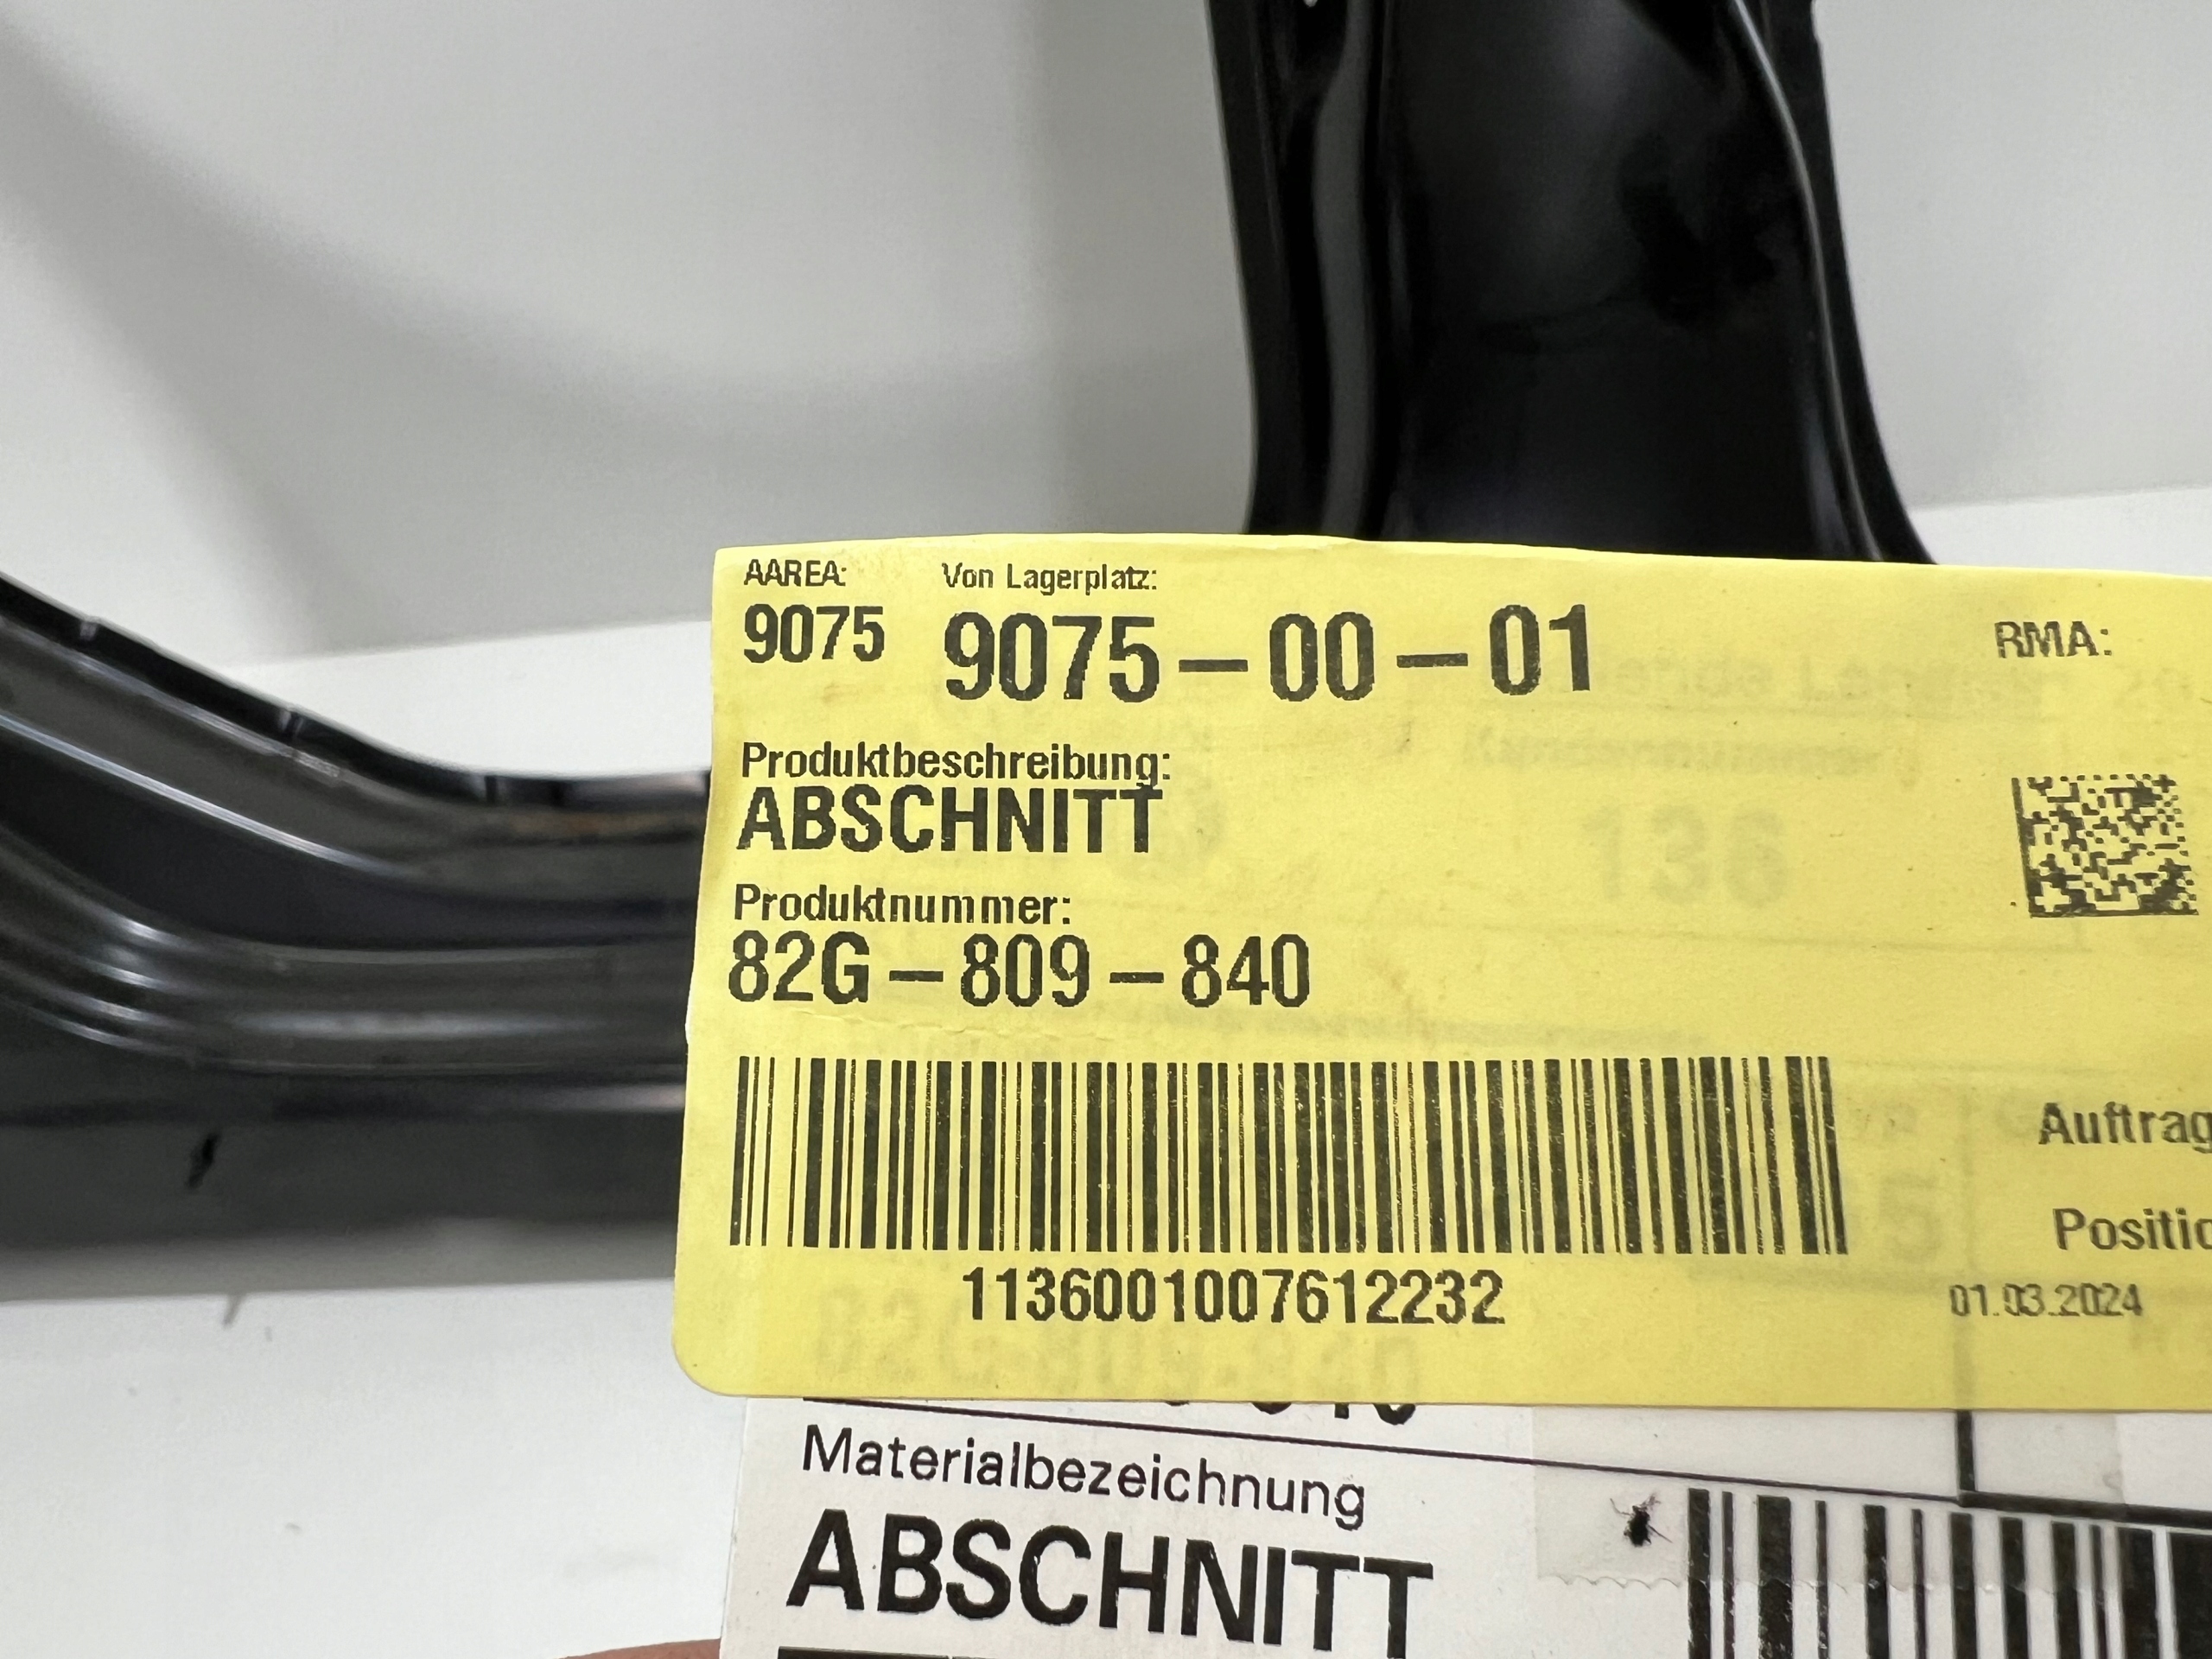 AAREA: Von Lagerplatz:
9075 9075-00-01
RMA:
Produktbeschreibung:
ABSCHNITT
136
Produktnummer:
82G-809-840
Auftrag
Positio
1136001007612232
01.03.2024
Materialbezeichnung
ABSCHNITT